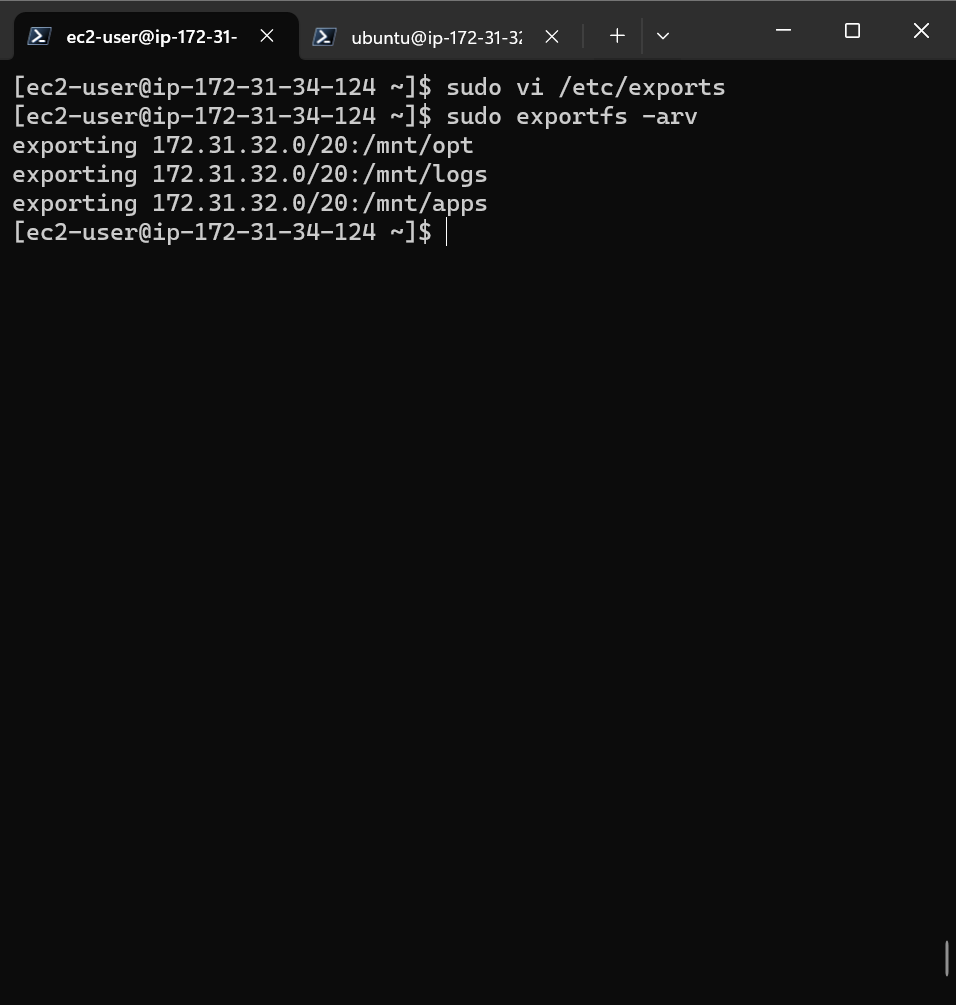 ec2-user@ip-172-31-
ubuntu@ip-172-31-32
[ec2-user@ip-172-31-34-124 ~]$ sudo vi /etc/exports
[ec2-user@ip-172-31-34-124 ~]$ sudo exportfs -arv
exporting 172.31.32.0/20:/mnt/opt
exporting 172.31.32.0/20:/mnt/logs
exporting 172.31.32.0/20:/mnt/apps
[ec2-user@ip-172-31-34-124 ~]$